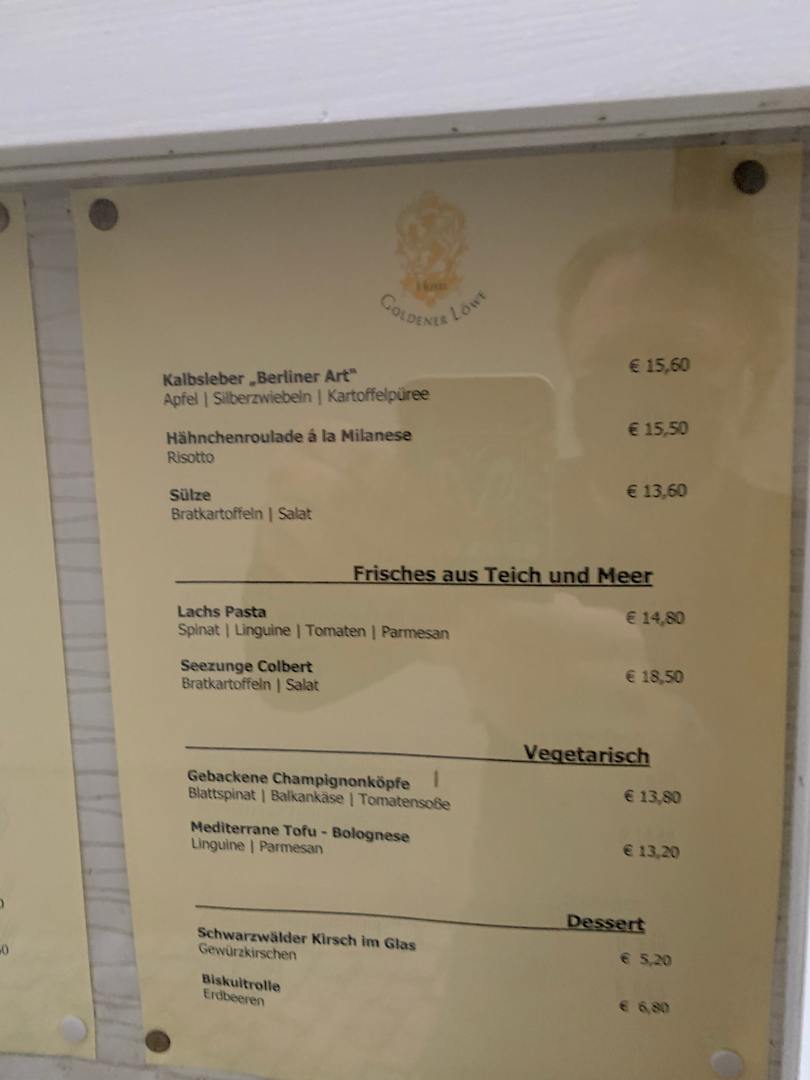 Hotel
GOLDENER LÖWE
Kalbsleber „Berliner Art" € 15,60
Apfel | Silberzwiebeln | Kartoffelpüree
Hähnchenroulade á la Milanese € 15,50
Risotto
Sülze € 13,60
Bratkartoffeln | Salat
Frisches aus Teich und Meer
Lachs Pasta € 14,80
Spinat | Linguine | Tomaten | Parmesan
Seezunge Colbert € 18,50
Bratkartoffeln | Salat
Vegetarisch
Gebackene Champignonköpfe
Blattspinat | Balkankäse | Tomatensoße € 13,80
Mediterrane Tofu - Bolognese
Linguine | Parmesan € 13,20
Dessert
Schwarzwälder Kirsch im Glas
Gewürzkirschen € 5,20
Biskuitrolle
Erdbeeren € 6,80